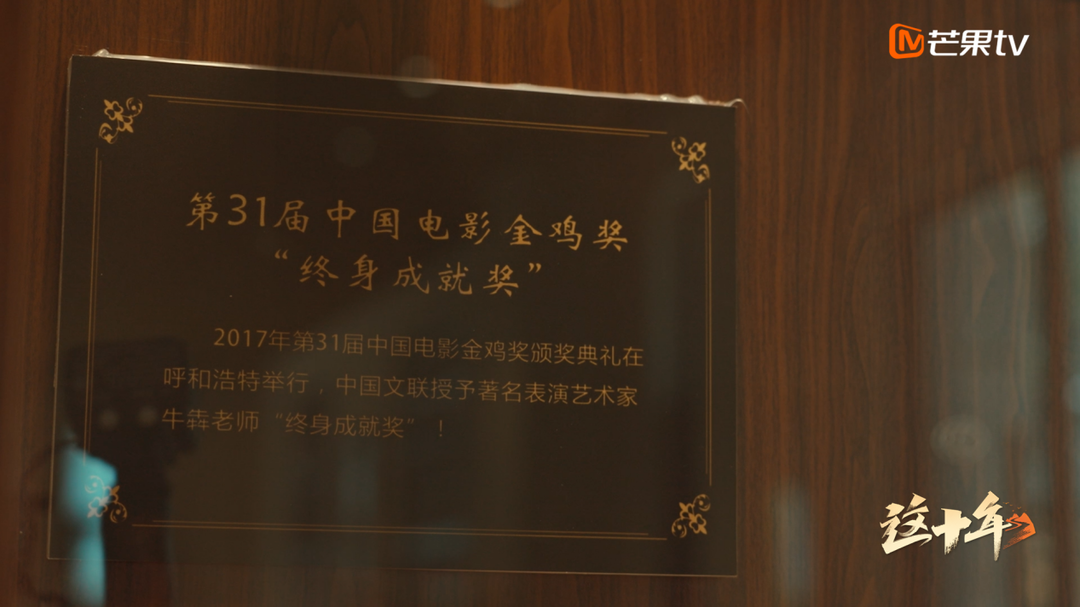 芒果tv
第31届中国电影金鸡奖
“终身成就奖”
2017年第31届中国电影金鸡奖颁奖典礼在
呼和浩特举行，中国文联授予著名表演艺术家
牛犇老师“终身成就奖”！
这十年